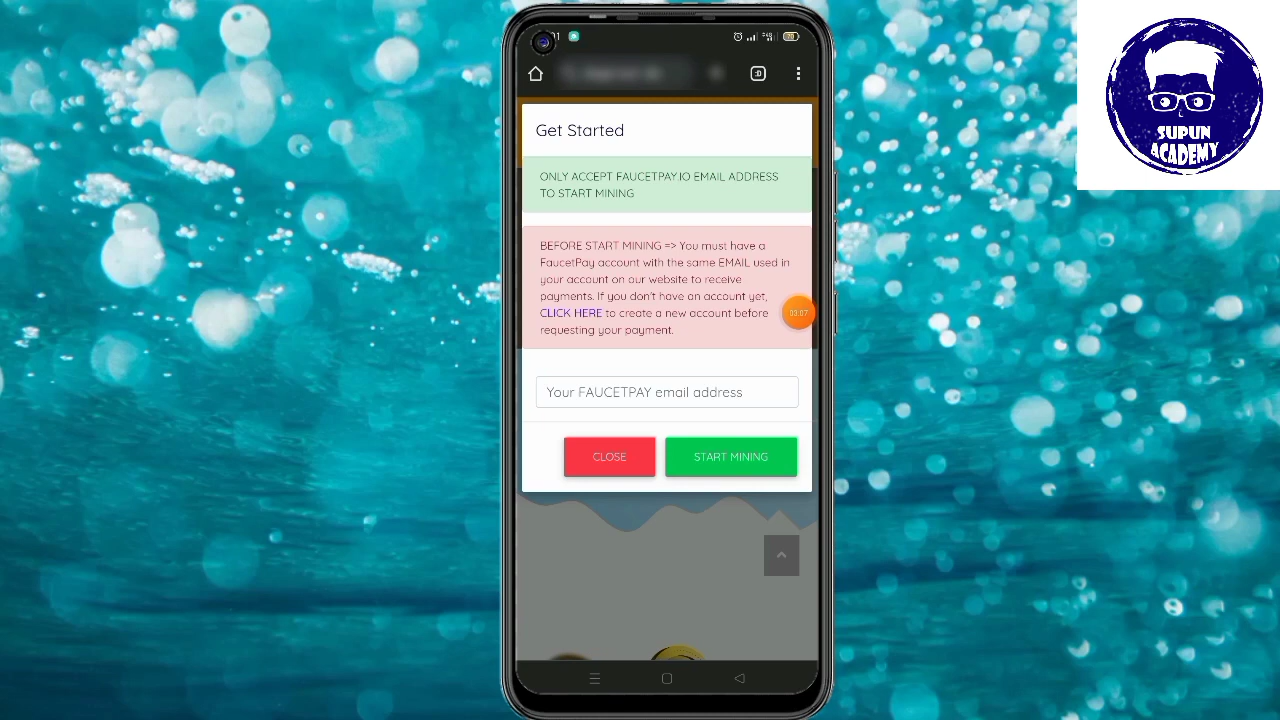 Get Started
ONLY ACCEPT FAUCETPAY.IO EMAIL ADDRESS
TO START MINING
BEFORE START MINING => You must have a
FaucetPay account with the same EMAIL used in
your account on our website to receive
payments. If you don't have an account yet,
CLICK HERE to create a new account before
requesting your payment.
03:07
Your FAUCETPAY email address
CLOSE
START MINING
SUPUN
ACADEMY